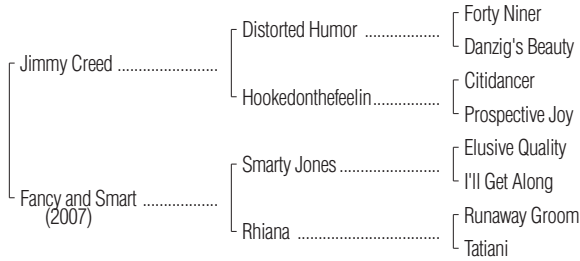 Forty Niner
Distorted Humor ..................
Danzig's Beauty
Jimmy Creed ........................
Citidancer
Hookedonthefeelin................
Prospective Joy
Elusive Quality
Smarty Jones ........................
I'll Get Along
Fancy and Smart ..................
(2007)
Runaway Groom
Rhiana ..................................
Tatiani